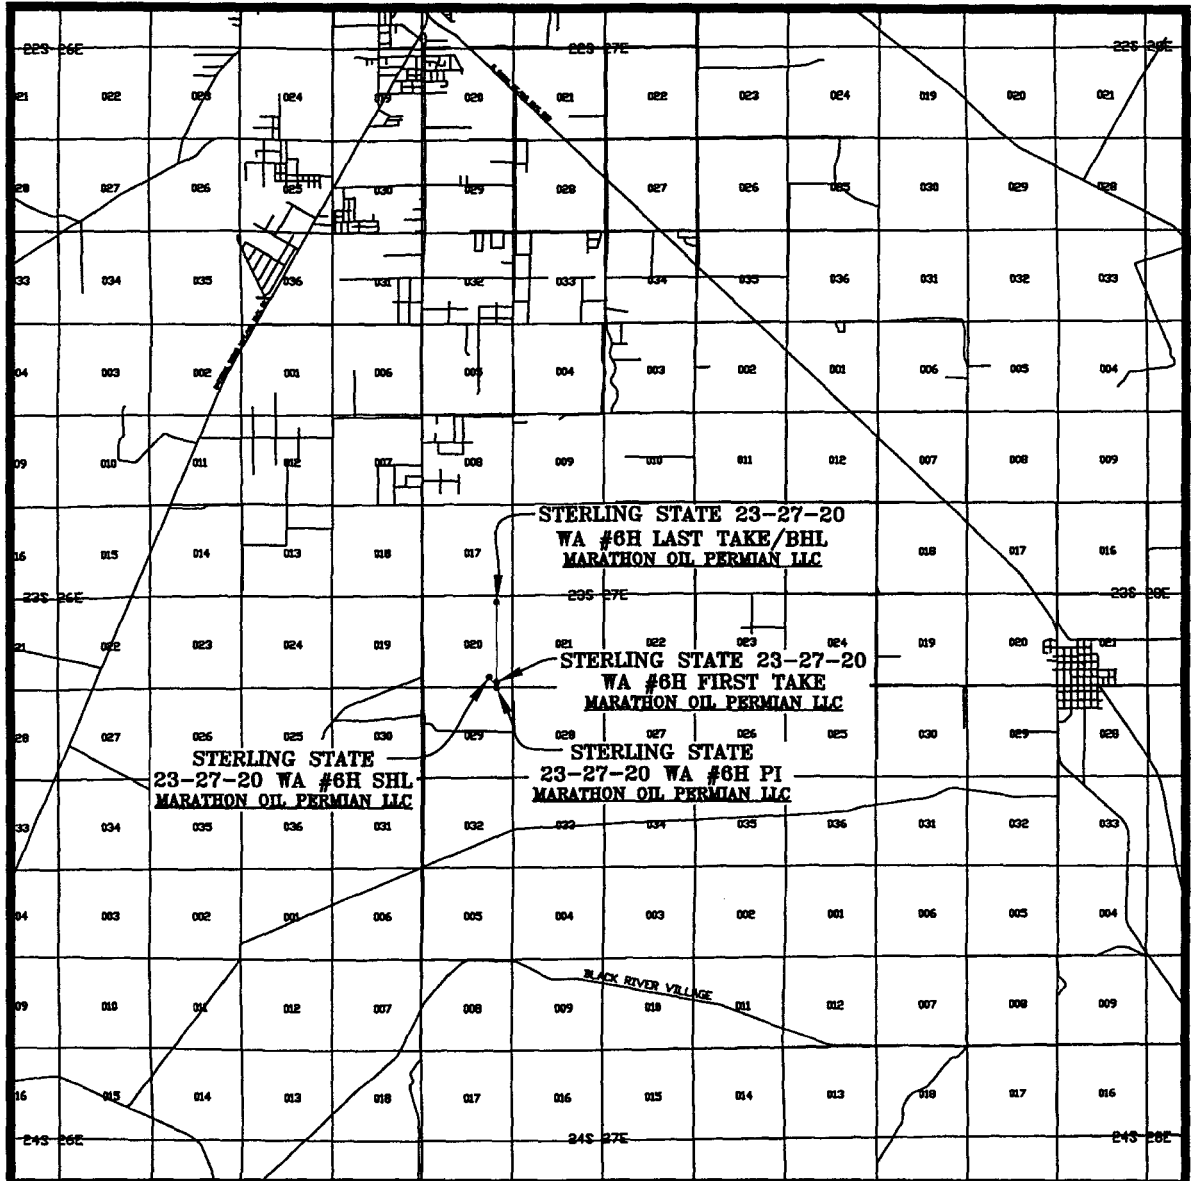 22S 26E 22S 27E 22S 28E
021 022 023 024 019 020 021 022 023 024 019 020 021
028 027 026 025 030 029 028 027 026 025 030 029 028
033 034 035 036 031 032 033 034 035 036 031 032 033
004 003 002 001 006 005 004 003 002 001 006 005 004
009 010 011 012 007 008 009 010 011 012 007 008 009
STERLING STATE 23-27-20
WA #6H LAST TAKE/BHL
MARATHON OIL PERMIAN LLC
016 015 014 013 018 017 018 017 016
23S 26E 23S 27E 23S 28E
021 022 023 024 019 020 021 022 023 024 019 020 021
STERLING STATE 23-27-20
WA #6H FIRST TAKE
MARATHON OIL PERMIAN LLC
028 027 026 025 030 029 028 027 026 025 030 029 028
STERLING STATE
23-27-20 WA #6H SHL
MARATHON OIL PERMIAN LLC
STERLING STATE
23-27-20 WA #6H PI
MARATHON OIL PERMIAN LLC
033 034 035 036 031 032 033 034 035 036 031 032 033
004 003 002 001 006 005 004 003 002 001 006 005 004
BLACK RIVER VILLAGE
009 010 011 012 007 008 009 010 011 012 007 008 009
016 015 014 013 018 017 016 015 014 013 018 017 016
24S 26E 24S 27E 24S 28E